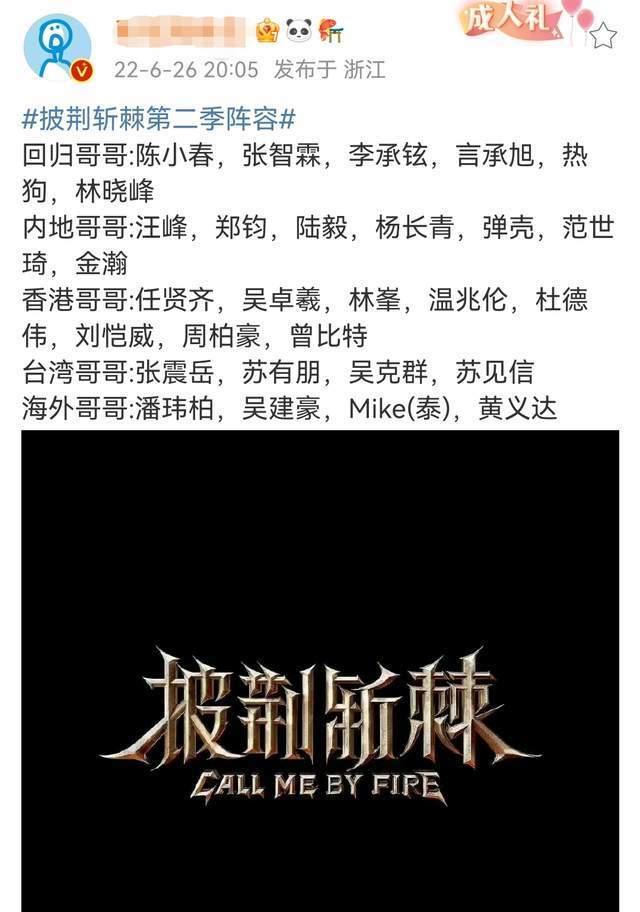 成人礼
22-6-26 20:05 发布于 浙江
#披荆斩棘第二季阵容#
回归哥哥:陈小春，张智霖，李承铉，言承旭，热
狗，林晓峰
内地哥哥:汪峰，郑钧，陆毅，杨长青，弹壳，范世
琦，金瀚
香港哥哥:任贤齐，吴卓羲，林峯，温兆伦，杜德
伟，刘恺威，周柏豪，曾比特
台湾哥哥:张震岳，苏有朋，吴克群，苏见信
海外哥哥:潘玮柏，吴建豪，Mike(泰)，黄义达
披荆斩棘
CALL ME BY FIRE